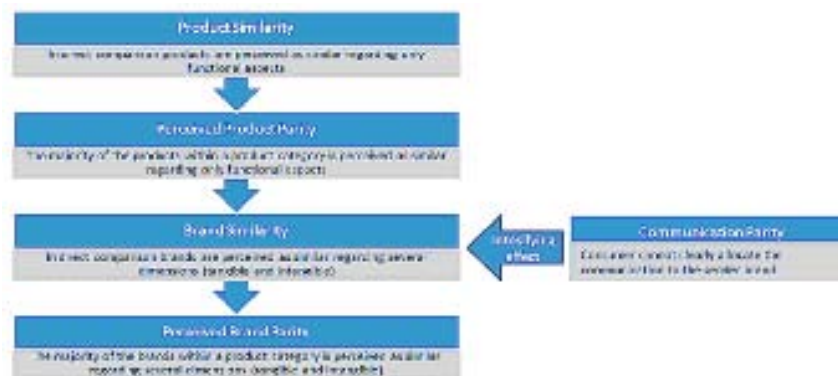 Product Similarity
In direct comparison products are perceived as similar regarding only
functional aspects
Perceived Product Parity
The majority of the products within a product category is perceived as similar
regarding only functional aspects
Brand Similarity
In direct comparison brands are perceived as similar regarding several
dimensions (tangible and intangible)
Intensifying
effect
Communication Parity
Consumer cannot clearly allocate the
communication to the sender brand
Perceived Brand Parity
The majority of the brands within a product category is perceived as similar
regarding several dimensions (tangible and intangible)